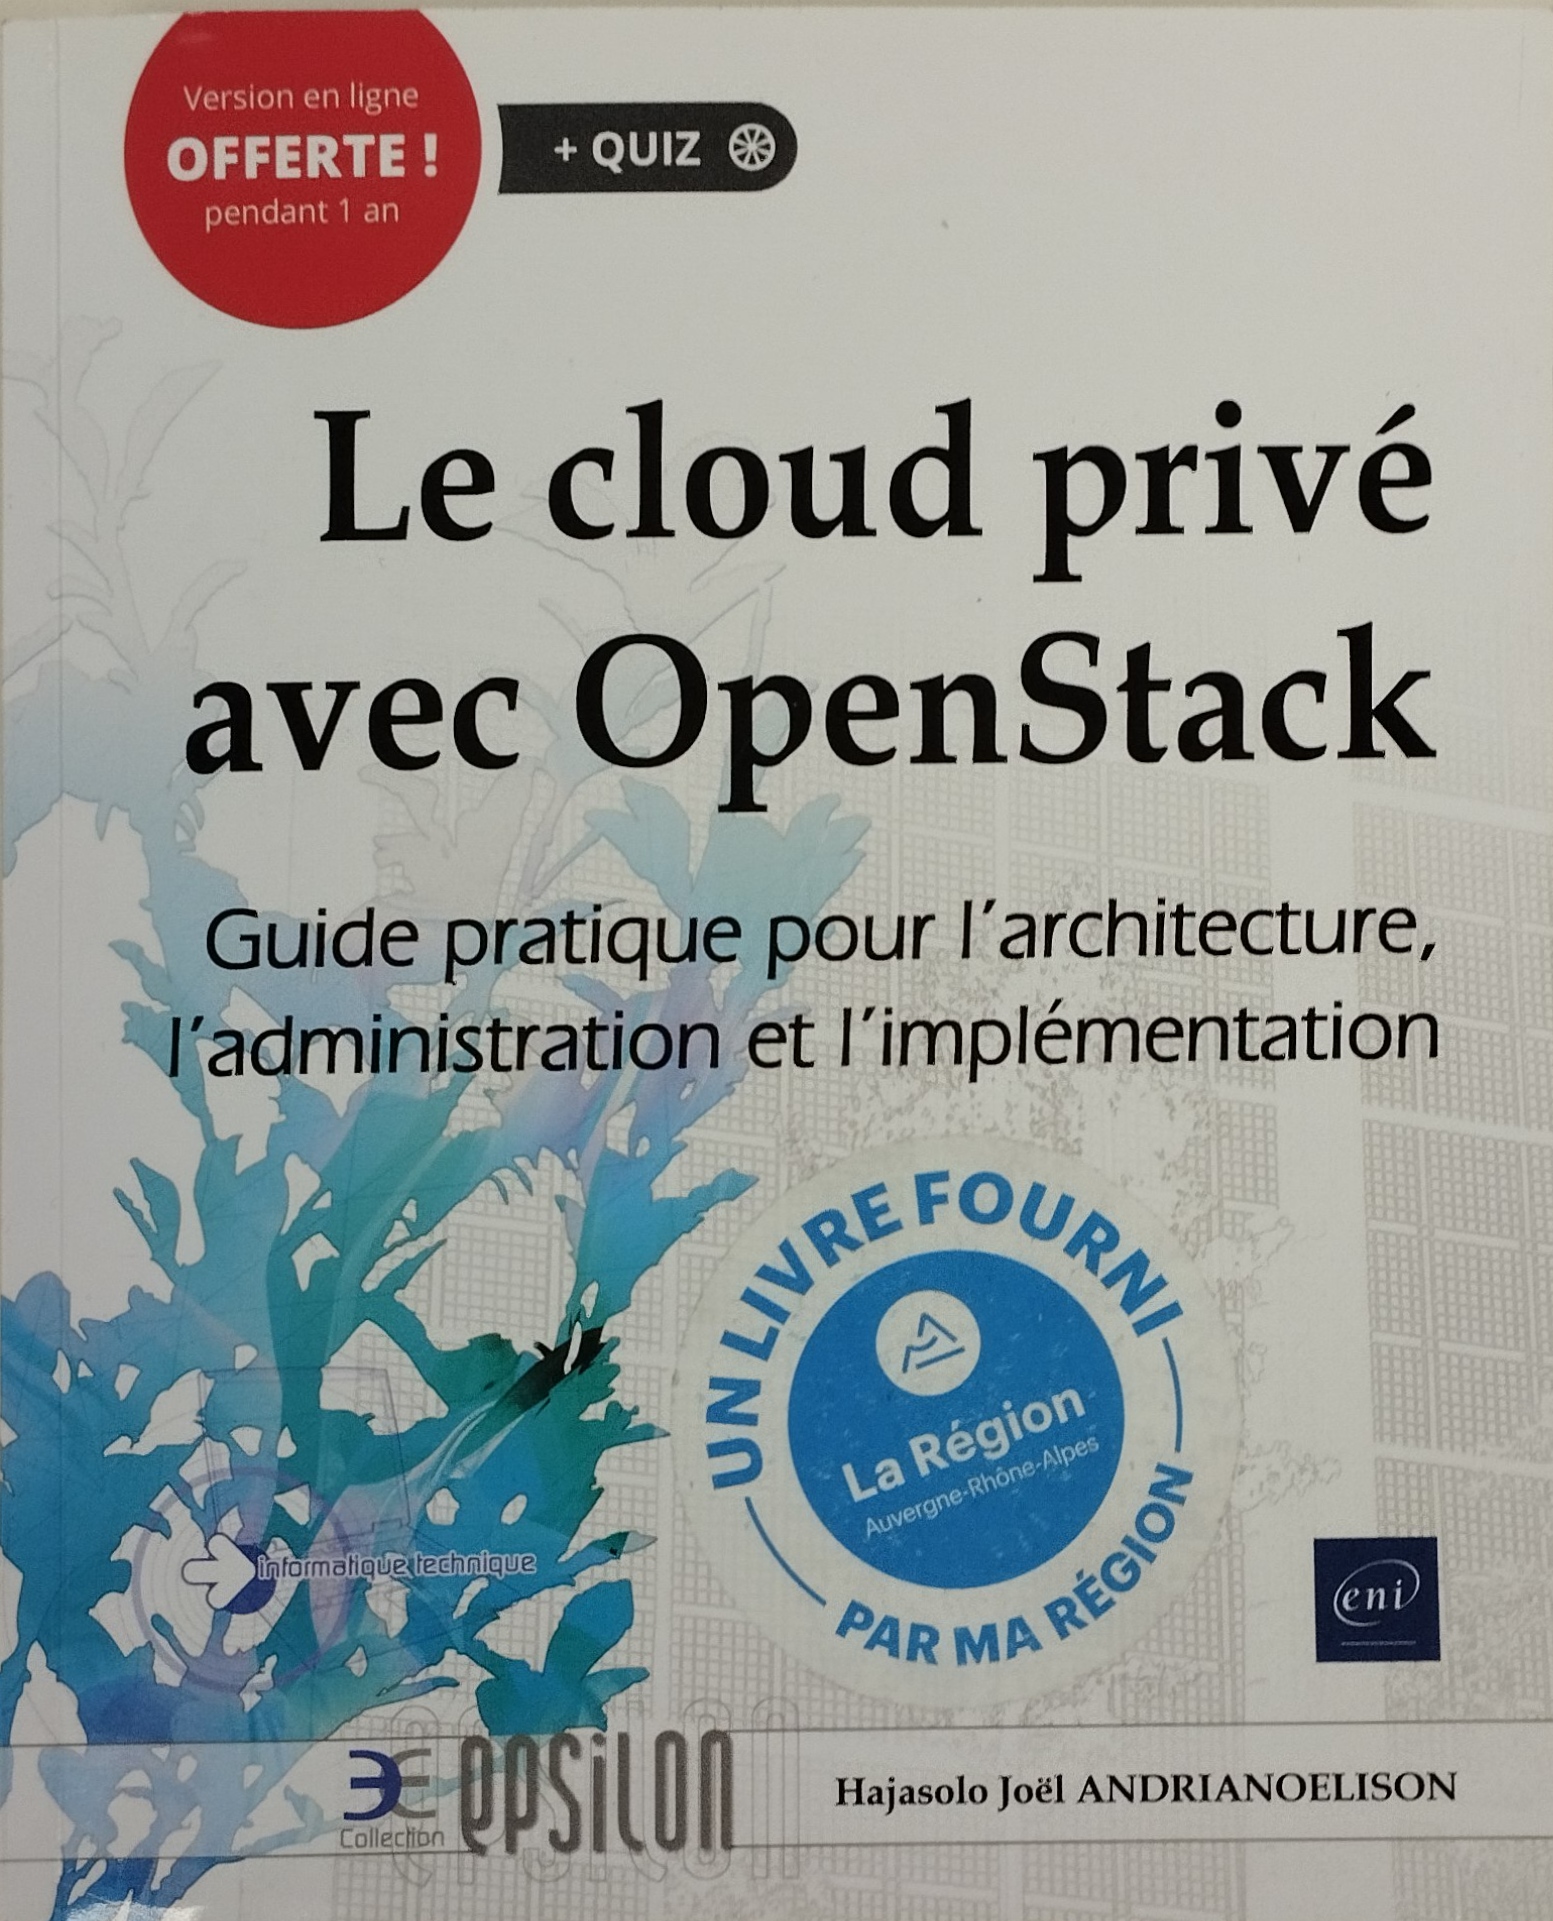 Version en ligne
OFFERTE !
pendant 1 an
+ QUIZ
Le cloud privé
avec OpenStack
Guide pratique pour l'architecture,
l'administration et l'implémentation
UN LIVRE FOURNI
La Région
Auvergne-Rhône-Alpes
PAR MA RÉGION
informatique technique
eni
epsilon
Collection
Hajasolo Joël ANDRIANOELISON